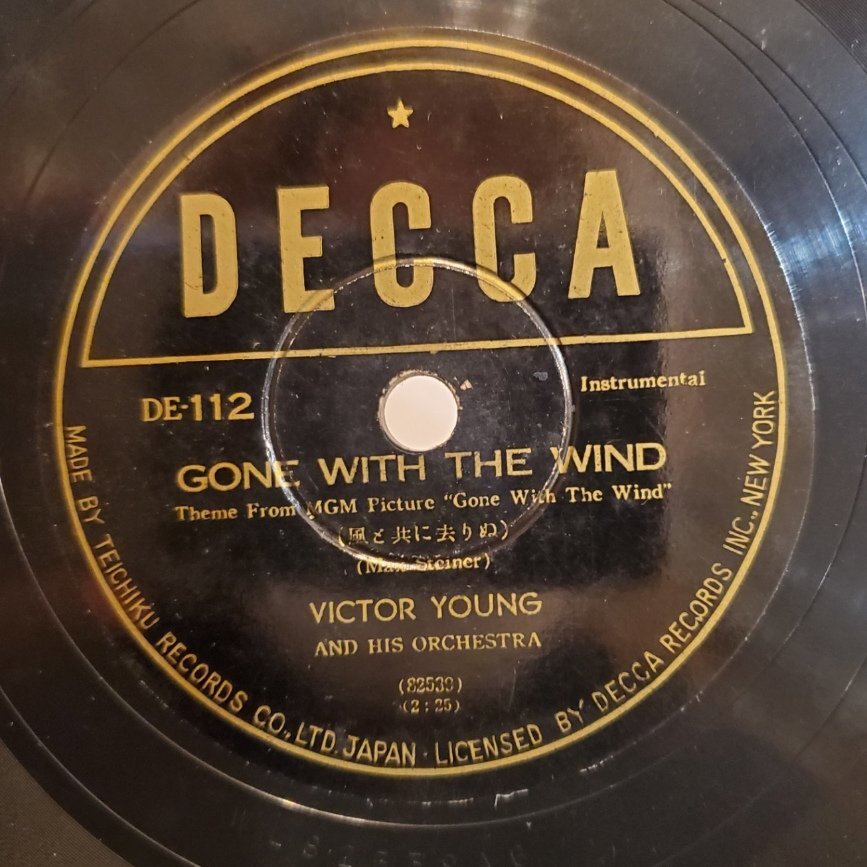 DECCA
Instrumental
DE-112
GONE WITH THE WIND
Theme From MGM Picture "Gone With The Wind"
(風と共に去りぬ)
(Max Steiner)
VICTOR YOUNG
AND HIS ORCHESTRA
(82539)
(2:25)
MADE BY TEICHIKU RECORDS CO., LTD. JAPAN · LICENSED BY DECCA RECORDS INC., NEW YORK